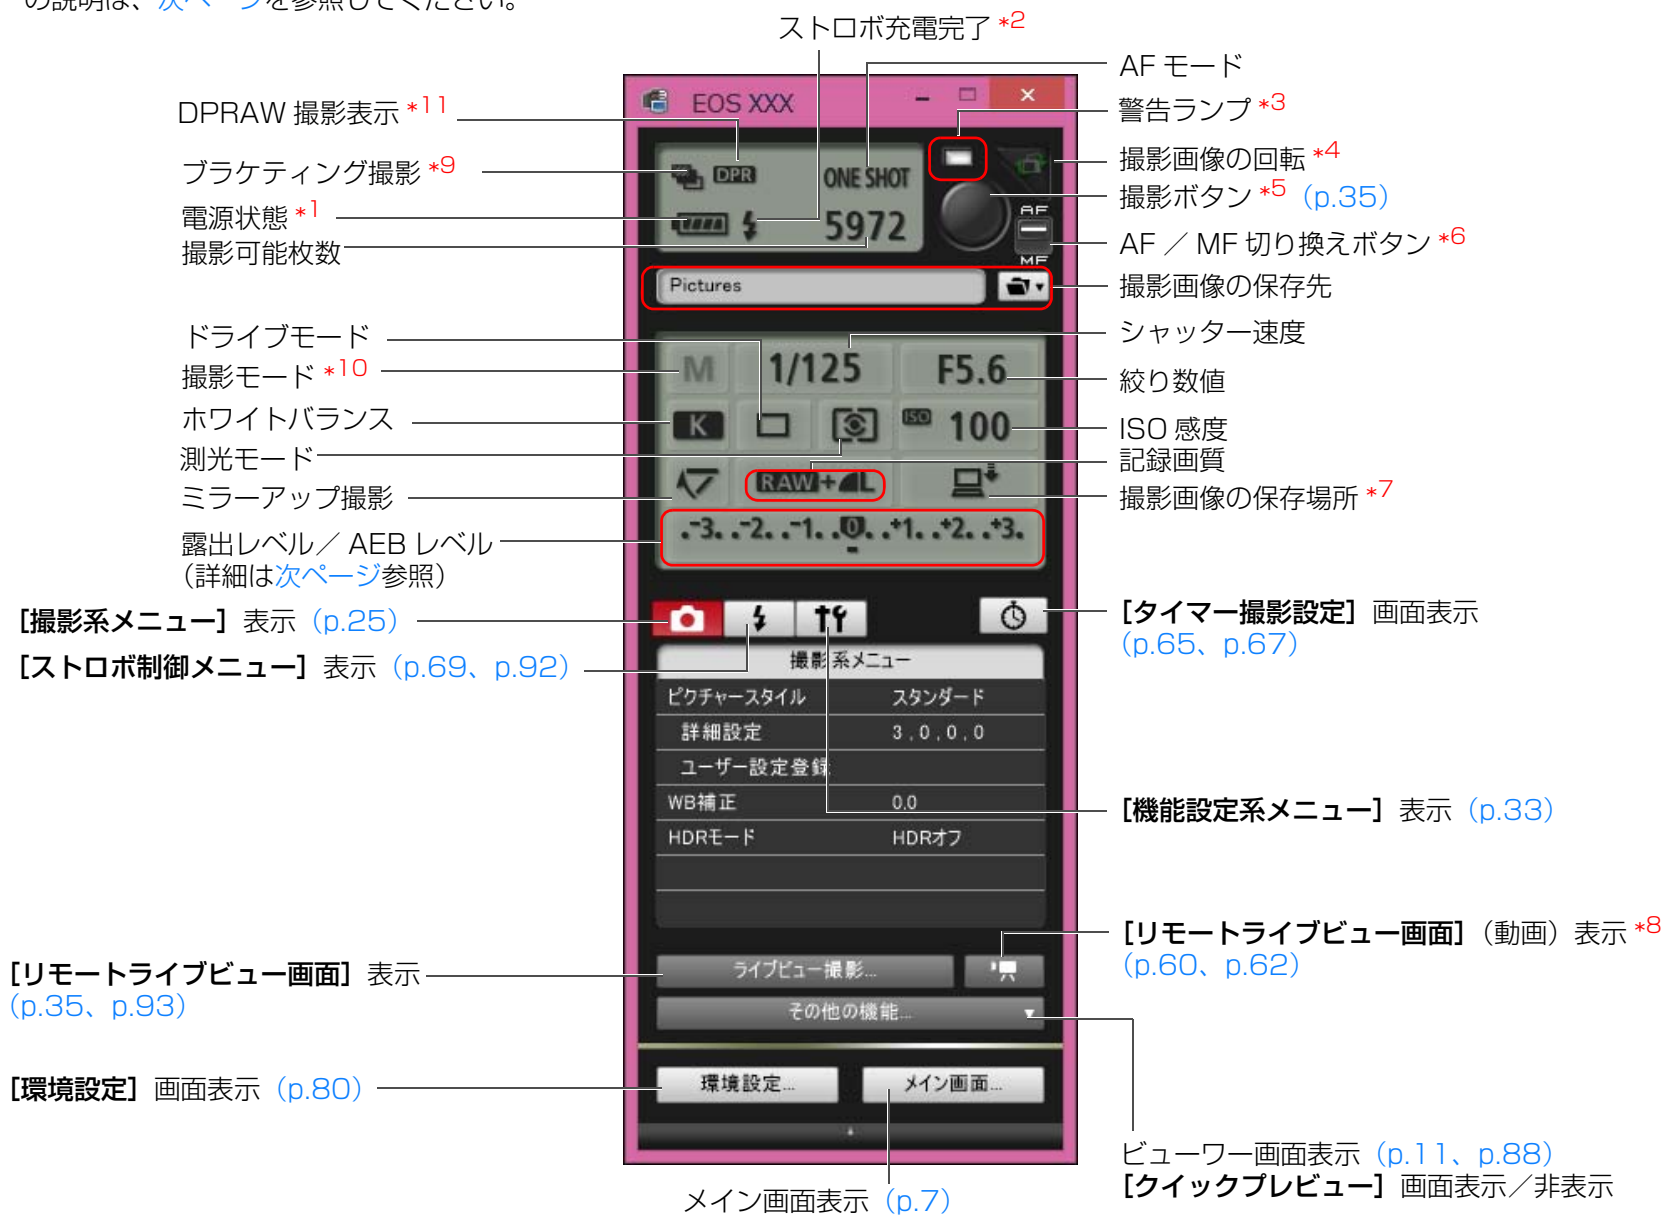 の説明は、次ページを参照してください。
ストロボ充電完了 *2
AF モード
警告ランプ *3
撮影画像の回転 *4
撮影ボタン *5（p.35）
AF ／ MF 切り換えボタン *6
撮影画像の保存先
シャッター速度
絞り数値
ISO 感度
記録画質
撮影画像の保存場所 *7
DPRAW 撮影表示 *11
ブラケティング撮影 *9
電源状態 *1
撮影可能枚数
ドライブモード
撮影モード *10
ホワイトバランス
測光モード
ミラーアップ撮影
露出レベル／ AEB レベル
（詳細は次ページ参照）
［撮影系メニュー］表示（p.25）
［ストロボ制御メニュー］表示（p.69、p.92）
［リモートライブビュー画面］表示
（p.35、p.93）
［環境設定］画面表示（p.80）
EOS XXX
DPR
ONE SHOT
5972
AF
MF
Pictures
M
1/125
F5.6
K
ISO 100
RAW+L
-3..-2..-1..0..+1..+2..+3.
撮影系メニュー
ピクチャースタイル スタンダード
詳細設定 3,0,0,0
ユーザー設定登録
WB補正 0.0
HDRモード HDRオフ
ライブビュー撮影...
その他の機能...
環境設定...
メイン画面...
［タイマー撮影設定］画面表示
（p.65、p.67）
［機能設定系メニュー］表示（p.33）
［リモートライブビュー画面］（動画）表示 *8
（p.60、p.62）
ビューワー画面表示（p.11、p.88）
［クイックプレビュー］画面表示／非表示
メイン画面表示（p.7）